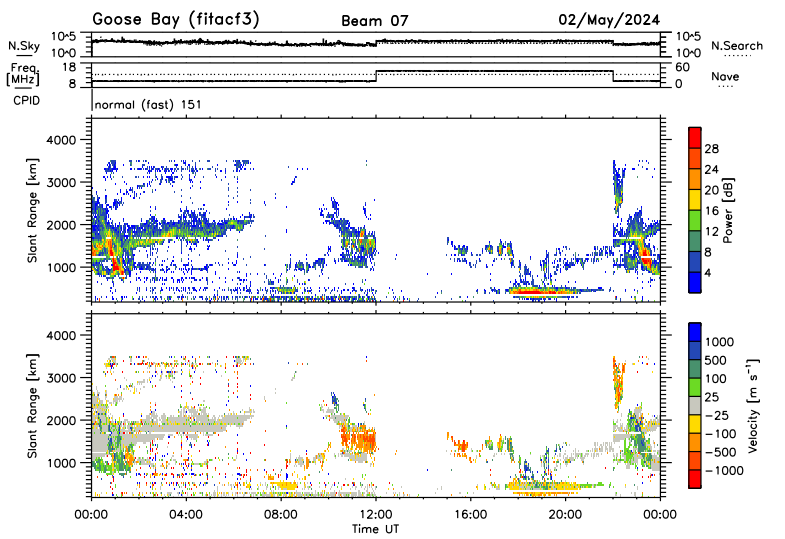 Goose Bay (fitacf3) Beam 07 02/May/2024
N.Sky 10^5 10^0 10^5 10^0 N.Search
Freq. [MHz] 18 8 60 0 Nave
CPID normal (fast) 151
Slant Range [km] 4000 3000 2000 1000
Power [dB] 28 24 20 16 12 8 4
Slant Range [km] 4000 3000 2000 1000
Velocity [m s⁻¹] 1000 500 100 25 −25 −100 −500 −1000
00:00 04:00 08:00 12:00 16:00 20:00 00:00
Time UT